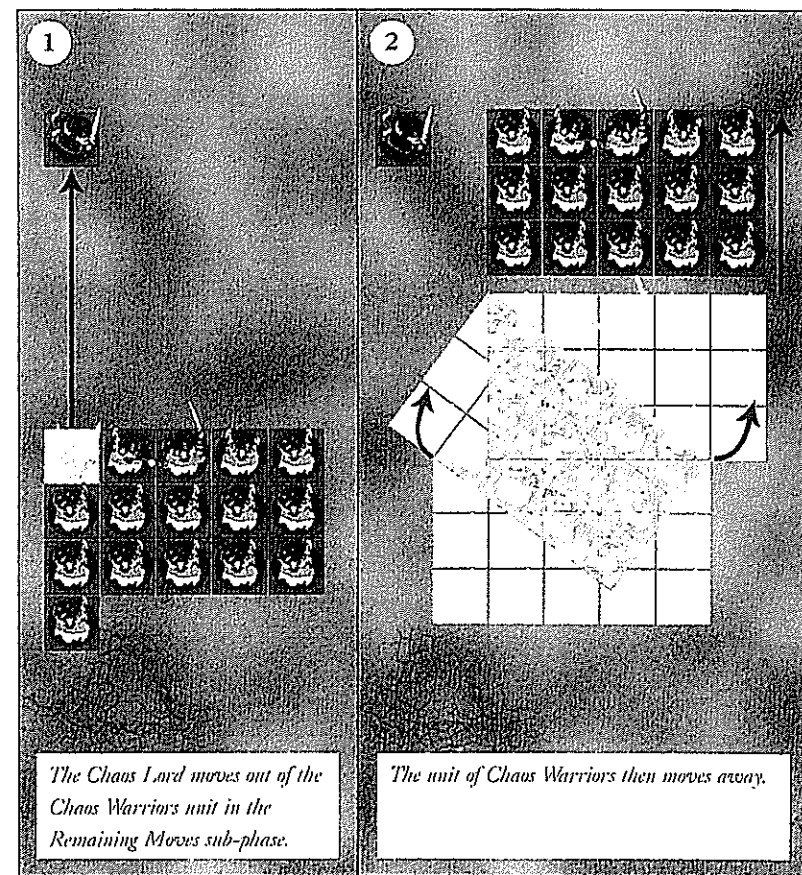 1
2
The Chaos Lord moves out of the
Chaos Warriors unit in the
Remaining Moves sub-phase.
The unit of Chaos Warriors then moves away.